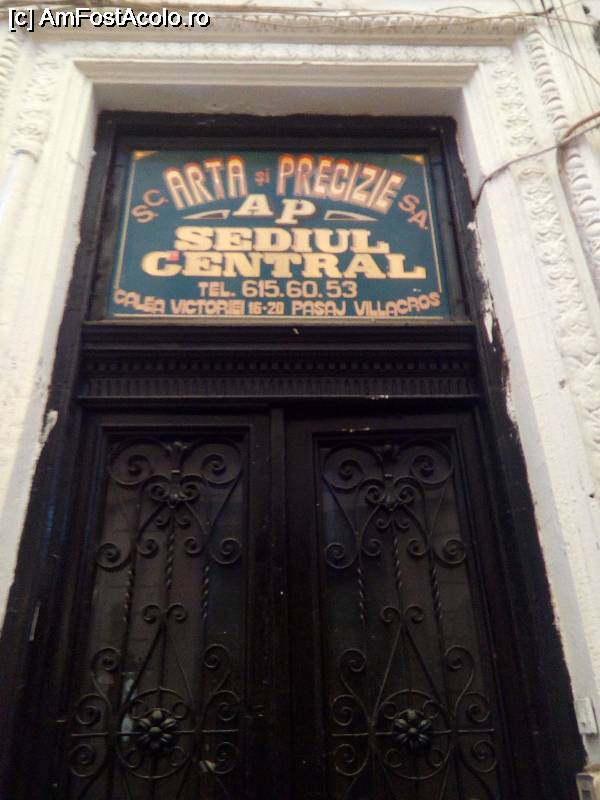 [c] AmFostAcolo.ro
S.C. ARTA și PRECIZIE S.A.
AP
SEDIUL
CENTRAL
TEL. 615.60.53
CALEA VICTORIEI 16-20 PASAJ VILLACROS